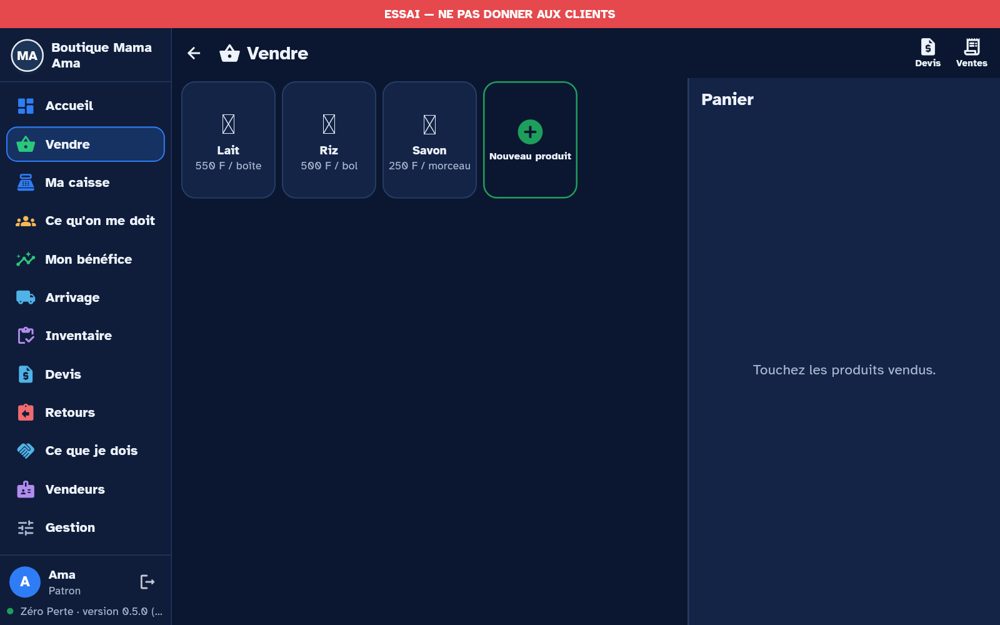 ESSAI — NE PAS DONNER AUX CLIENTS
MA
Boutique Mama
Ama
Accueil
Vendre
Ma caisse
Ce qu'on me doit
Mon bénéfice
Arrivage
Inventaire
Devis
Retours
Ce que je dois
Vendeurs
Gestion
A
Ama
Patron
Zéro Perte · version 0.5.0 (…
Vendre
Devis
Ventes
Lait
550 F / boîte
Riz
500 F / bol
Savon
250 F / morceau
Nouveau produit
Panier
Touchez les produits vendus.